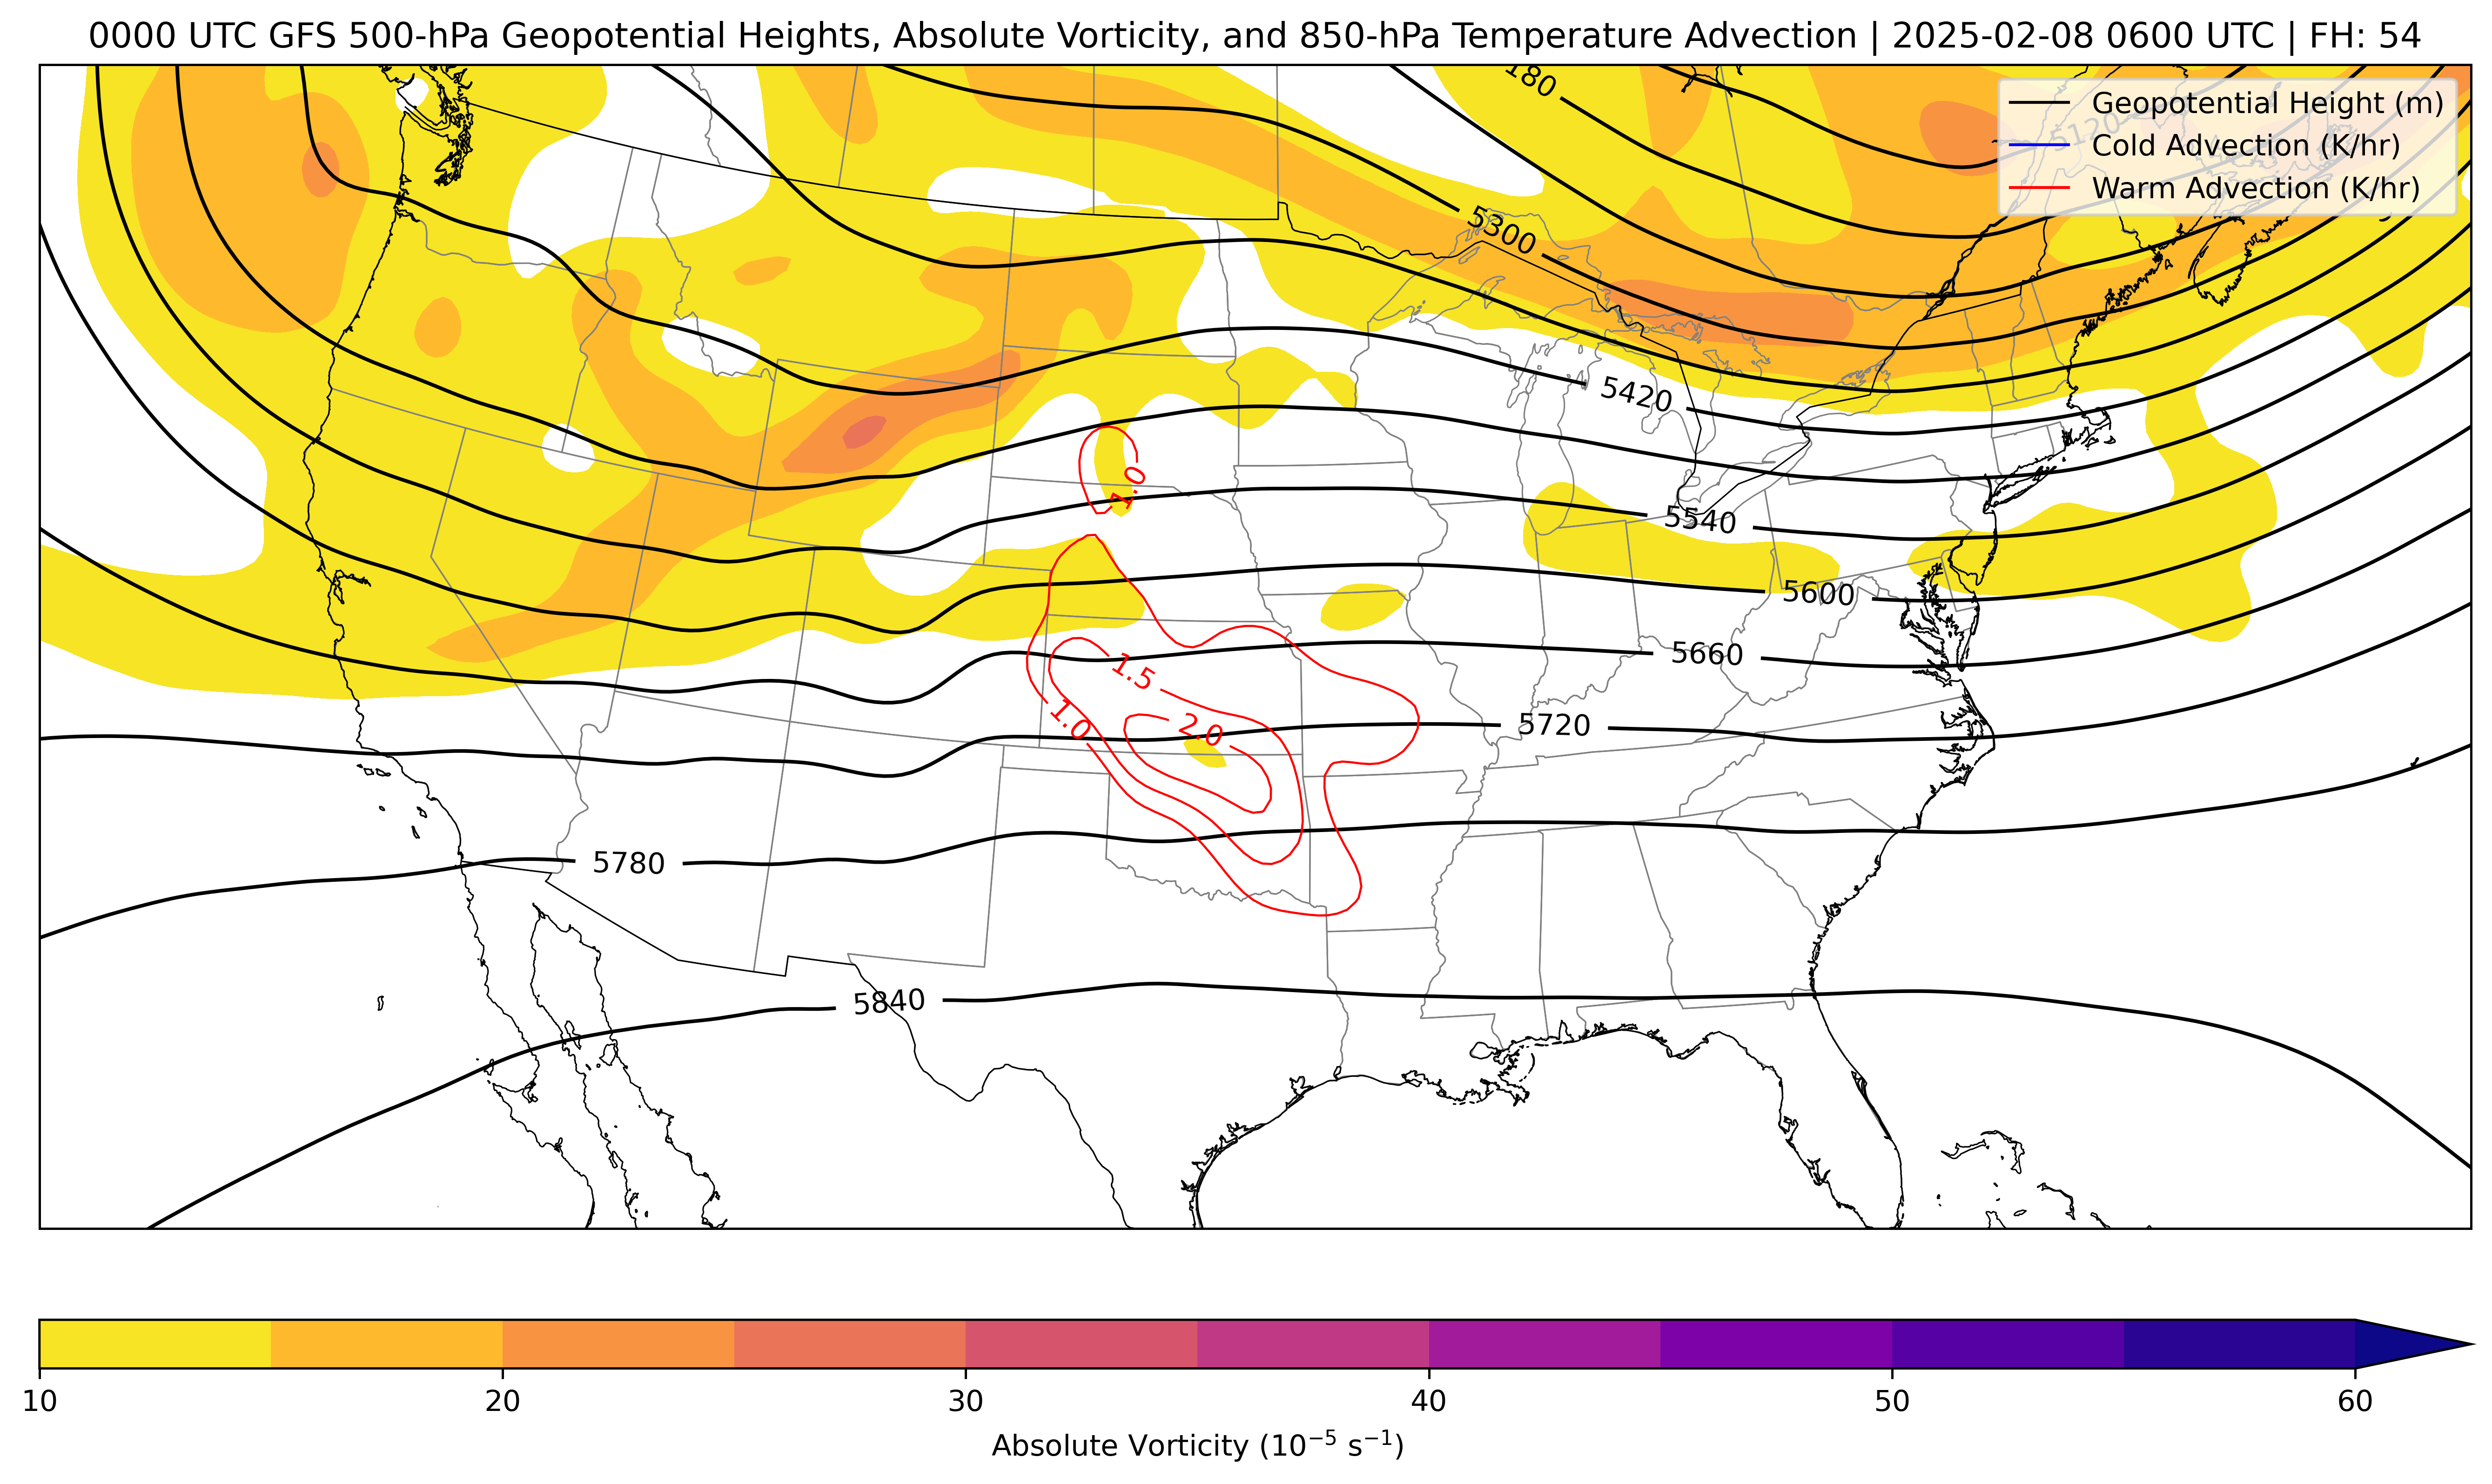 0000 UTC GFS 500-hPa Geopotential Heights, Absolute Vorticity, and 850-hPa Temperature Advection | 2025-02-08 0600 UTC | FH: 54
Geopotential Height (m)
Cold Advection (K/hr)
Warm Advection (K/hr)
5120
5300
5420
1.0
5540
5600
5660
1.5
1.0
2.0
5720
5780
5840
10 20 30 40 50 60
Absolute Vorticity (10⁻⁵ s⁻¹)